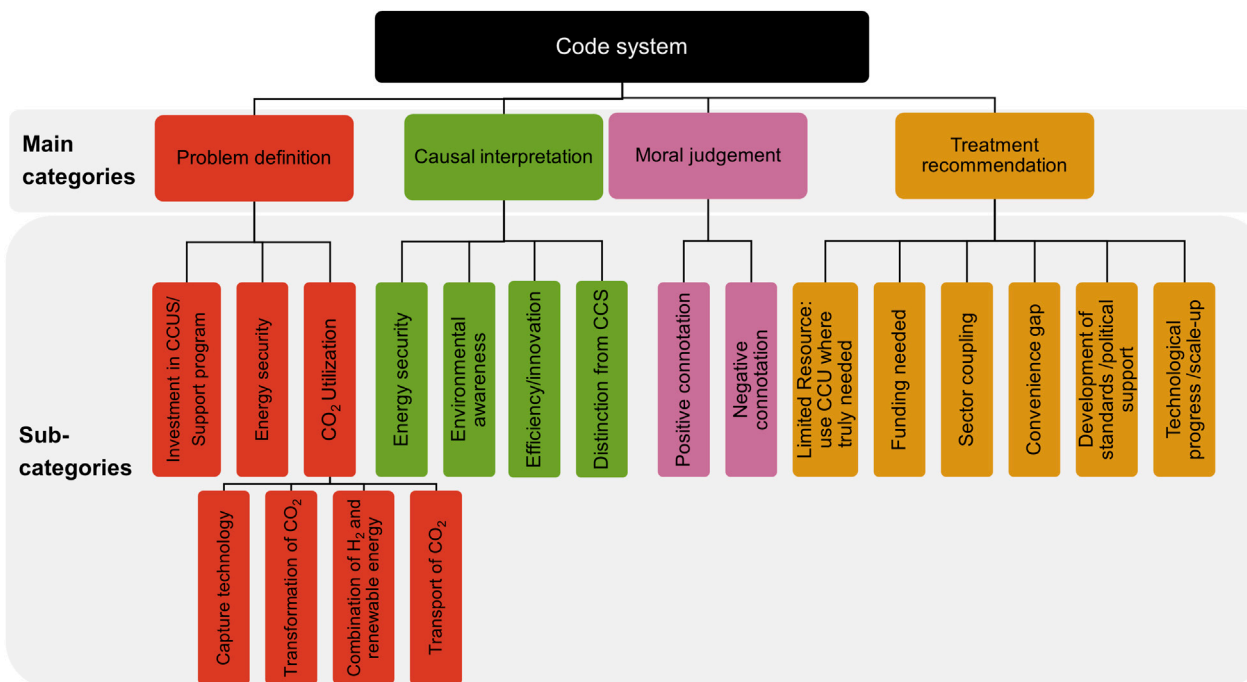 Code system
Main
categories
Problem definition
Causal interpretation
Moral judgement
Treatment
recommendation
Sub-
categories
Investment in CCUS/
Support program
Energy security
CO₂ Utilization
Energy security
Environmental
awareness
Efficiency/innovation
Distinction from CCS
Positive connotation
Negative
connotation
Limited Resource:
use CCU where
truly needed
Funding needed
Sector coupling
Convenience gap
Development of
standards /political
support
Technological
progress /scale-up
Capture technology
Transformation of CO₂
Combination of H₂ and
renewable energy
Transport of CO₂